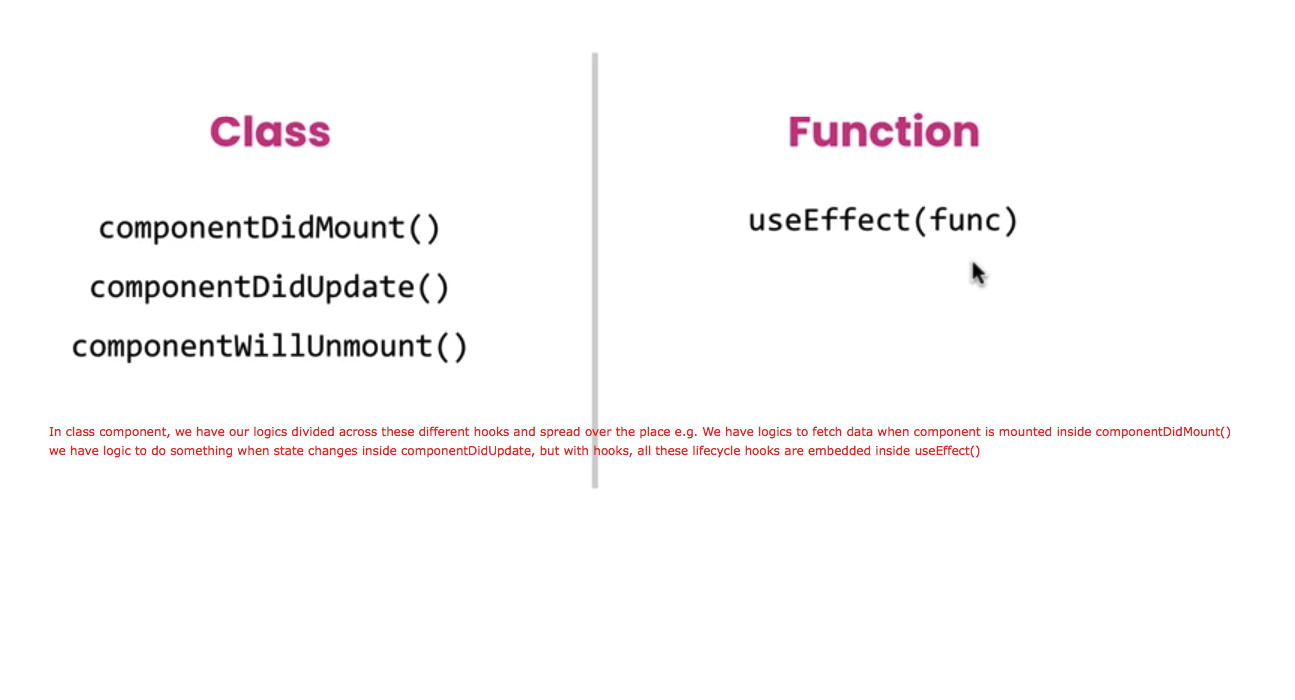 Class
componentDidMount()
componentDidUpdate()
componentWillUnmount()
Function
useEffect(func)
In class component, we have our logics divided across these different hooks and spread over the place e.g. We have logics to fetch data when component is mounted inside componentDidMount()
we have logic to do something when state changes inside componentDidUpdate, but with hooks, all these lifecycle hooks are embedded inside useEffect()